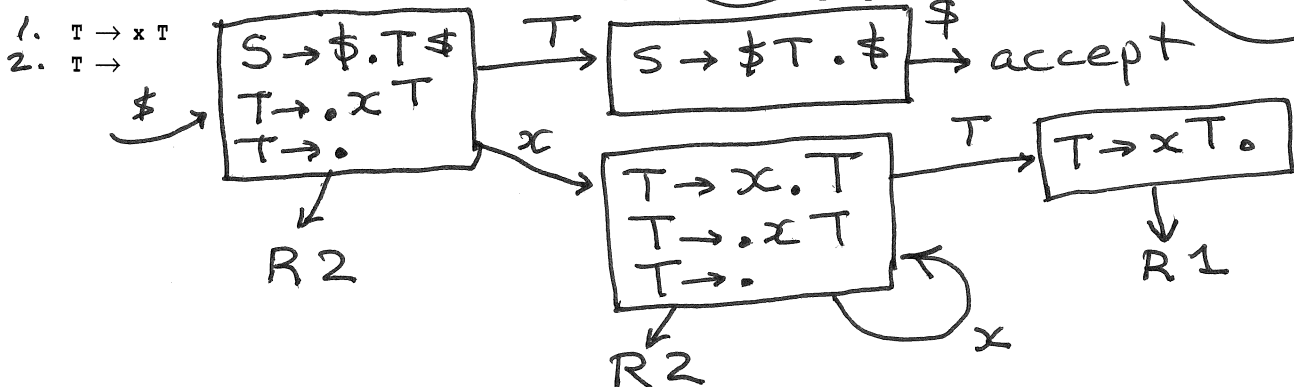 1. T → x T
2. T →
$
S → $.T$
T → .xT
T → .
T
S → $T.$
$
accept
x
T → x.T
T → .xT
T → .
T
T → xT.
R2
R1
x
R2